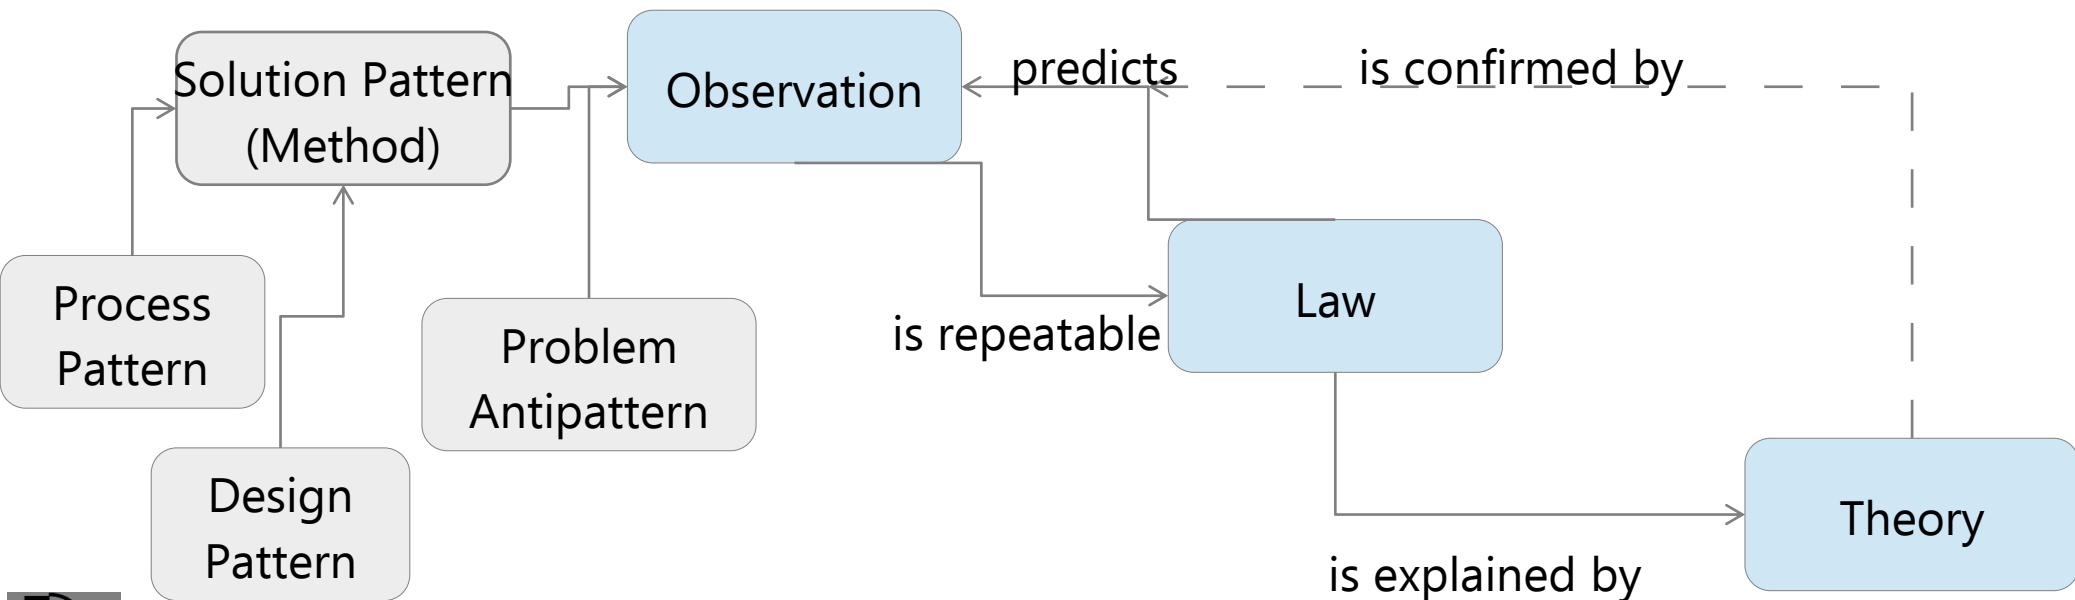 Solution Pattern
(Method)
Observation
predicts
is confirmed by
Process
Pattern
Problem
Antipattern
is repeatable
Law
Design
Pattern
Theory
is explained by